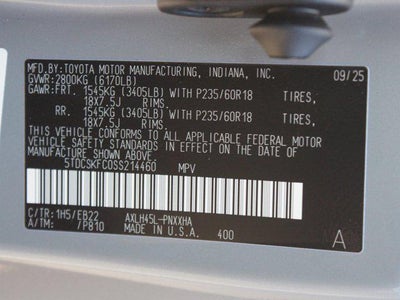 MFD.BY:TOYOTA MOTOR MANUFACTURING, INDIANA, INC. 09/25
GVWR:2800KG (6170LB)
GAWR:FRT. 1545KG (3405LB) WITH P235/60R18 TIRES,
18X7.5J RIMS.
RR. 1545KG (3405LB) WITH P235/60R18 TIRES,
18X7.5J RIMS.
THIS VEHICLE CONFORMS TO ALL APPLICABLE FEDERAL MOTOR
VEHICLE SAFETY STANDARDS IN EFFECT ON THE DATE OF
MANUFACTURE SHOWN ABOVE.
5TDCSKFC0SS214460 MPV
C/TR: 1H5/EB22 AXLH45L-PNXXHA
A/TM: /P810 MADE IN U.S.A. 400 A